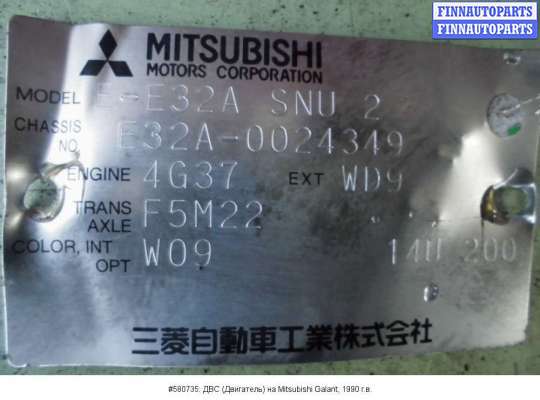 FINNAUTOPARTS
FINNAUTOPARTS
MITSUBISHI
MOTORS CORPORATION
MODEL E-E32A SNU 2
CHASSIS NO. E32A-0024349
ENGINE 4G37 EXT WD9
TRANS AXLE F5M22
COLOR, INT OPT W09 14U 200
三菱自動車工業株式会社
#580735: ДВС (Двигатель) на Mitsubishi Galant, 1990 г.в.